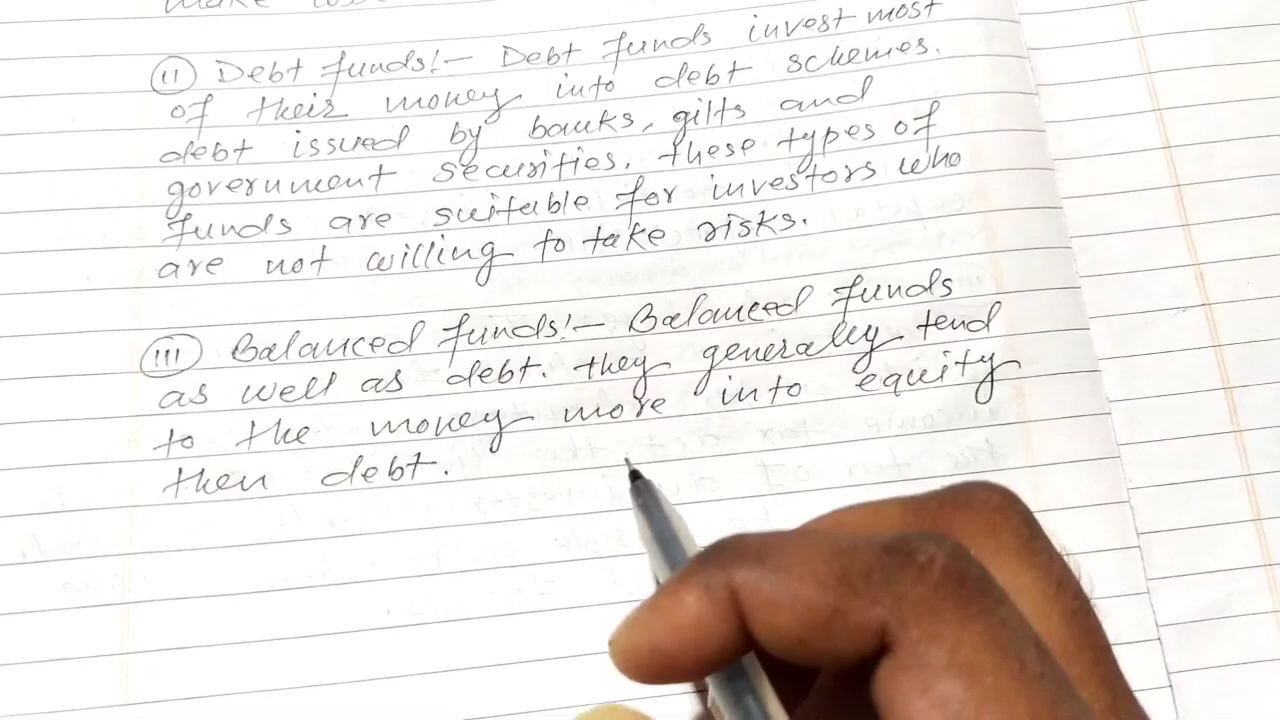 (ii) Debt funds:- Debt funds invest most
of their money into debt schemes.
debt issued by banks, gilts and
government securities. these types of
funds are suitable for investors who
are not willing to take risks.
(iii) Balanced funds:- Balanced funds
as well as debt. they generally tend
to the money more into equity
then debt.